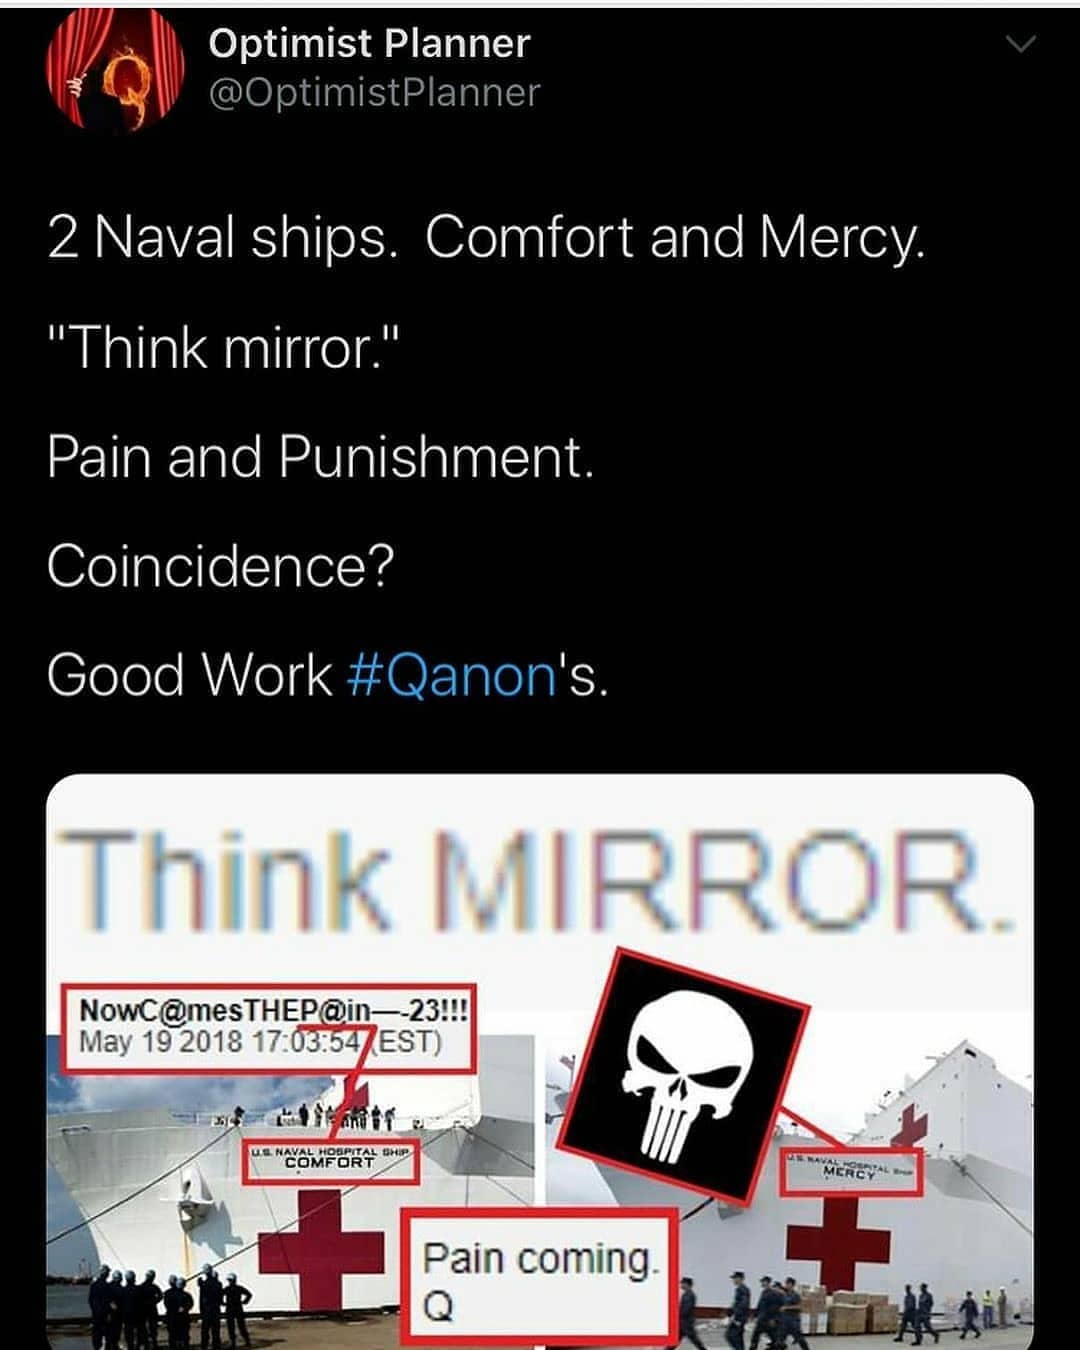 Optimist Planner
@OptimistPlanner
2 Naval ships. Comfort and Mercy.
"Think mirror."
Pain and Punishment.
Coincidence?
Good Work #Qanon's.
Think MIRROR.
NowC@mesTHEP@in—-23!!!
May 19 2018 17:03:54 (EST)
U.S. NAVAL HOSPITAL SHIP
COMFORT
U.S. NAVAL HOSPITAL SHIP
MERCY
Pain coming.
Q